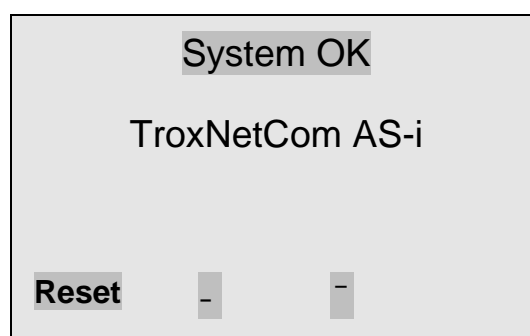 System OK
TroxNetCom AS-i
Reset - -